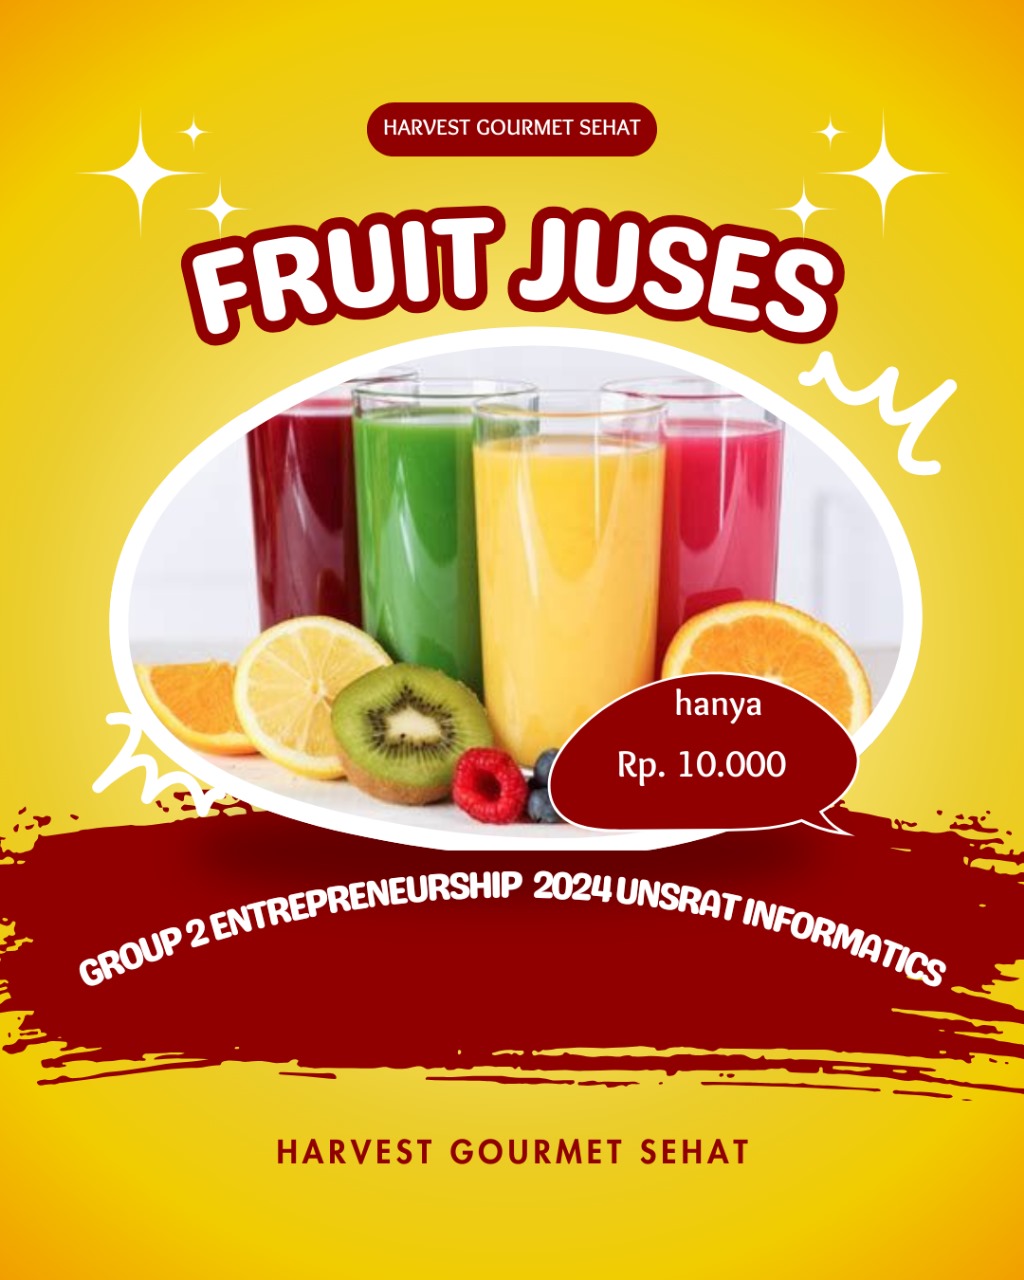 HARVEST GOURMET SEHAT
FRUIT JUSES
hanya
Rp. 10.000
GROUP 2 ENTREPRENEURSHIP 2024 UNSRAT INFORMATICS
HARVEST GOURMET SEHAT